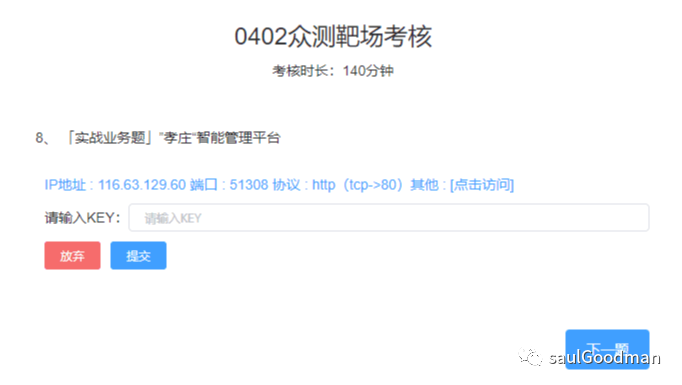 0402众测靶场考核
考核时长：140分钟
8、 「实战业务题」"孝庄“智能管理平台
IP地址 : 116.63.129.60 端口 : 51308 协议 : http（tcp->80）其他 : [点击访问]
请输入KEY： 请输入KEY
放弃 提交
下一题
saulGoodman